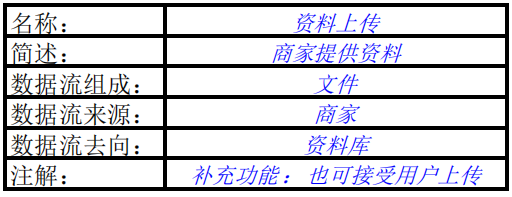 名称： 资料上传
简述： 商家提供资料
数据流组成： 文件
数据流来源： 商家
数据流去向： 资料库
注解： 补充功能：也可接受用户上传